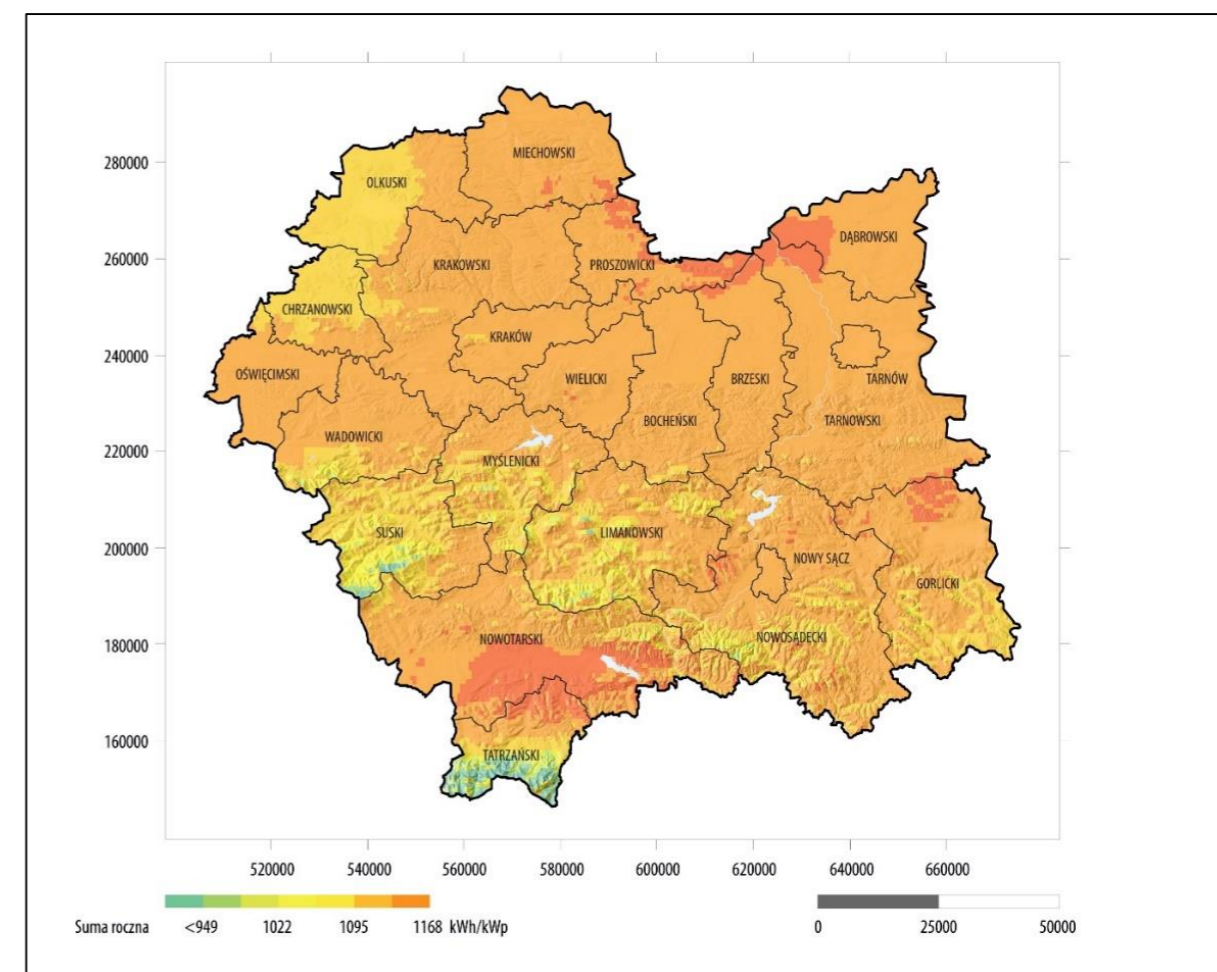 280000
260000
240000
220000
200000
180000
160000
MIECHOWSKI
OLKUSKI
DĄBROWSKI
KRAKOWSKI
PROSZOWICKI
CHRZANOWSKI
KRAKÓW
OŚWIĘCIMSKI
WIELICKI
BRZESKI
TARNÓW
BOCHEŃSKI
TARNOWSKI
WADOWICKI
MYŚLENICKI
SUSKI
LIMANOWSKI
NOWY SĄCZ
GORLICKI
NOWOTARSKI
NOWOSĄDECKI
TATRZAŃSKI
520000 540000 560000 580000 600000 620000 640000 660000
Suma roczna <949 1022 1095 1168 kWh/kWp
0 25000 50000